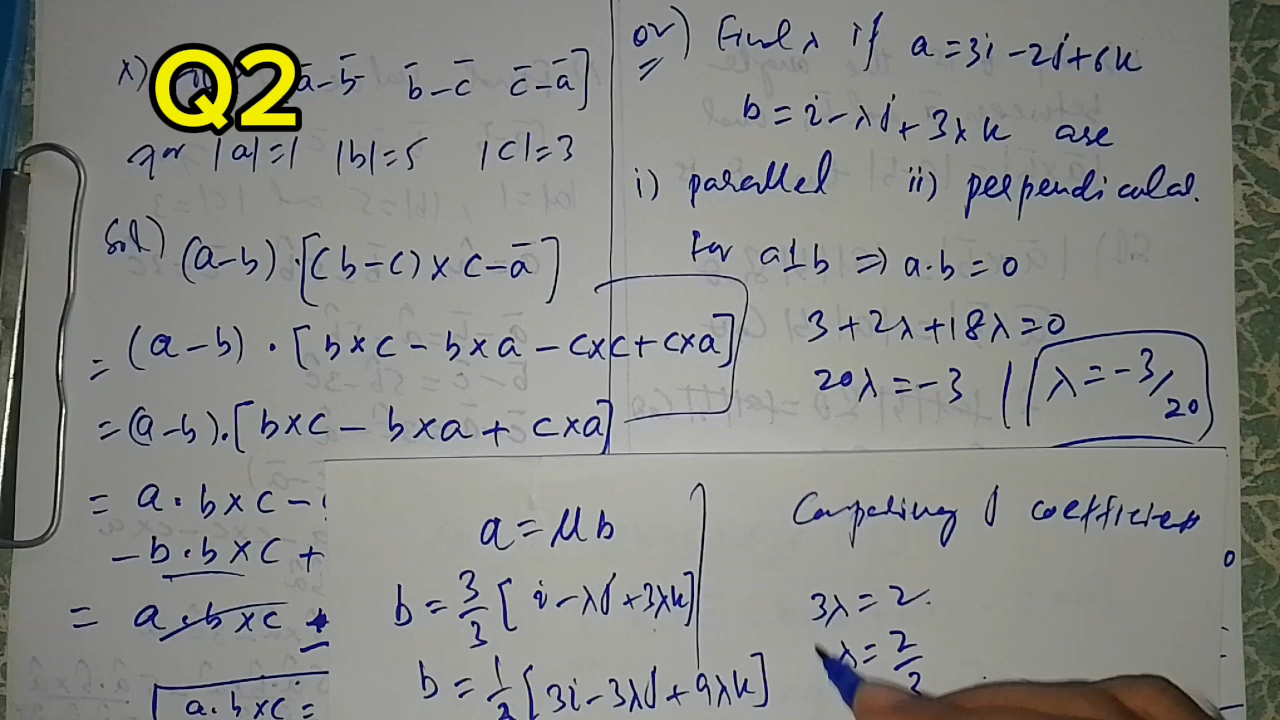 Q2
x) a̅-b̅ b̅-c̅ c̅-a̅]
for |a|=1 |b|=5 |c|=3
Sol) (a-b)·[(b-c)×c-a̅]
= (a-b)·[b×c-b×a-c×c+c×a]
=(a-b).[b×c-b×a+c×a]
= a·b×c-
-b·b×c+
= a·b×c +
a·b×c=
or) Find λ if a=3i-2j+6k
b=i-λj+3λk are
i) parallel ii) perpendicular.
for a⊥b ⇒ a·b=0
3+2λ+18λ=0
20λ=-3 || λ=-3/20
a=μb
b=3/3[i-λj+3λk]
b=1/3[3i-3λj+9λk]
Comparing j coefficients
3λ=2.
λ=2/3